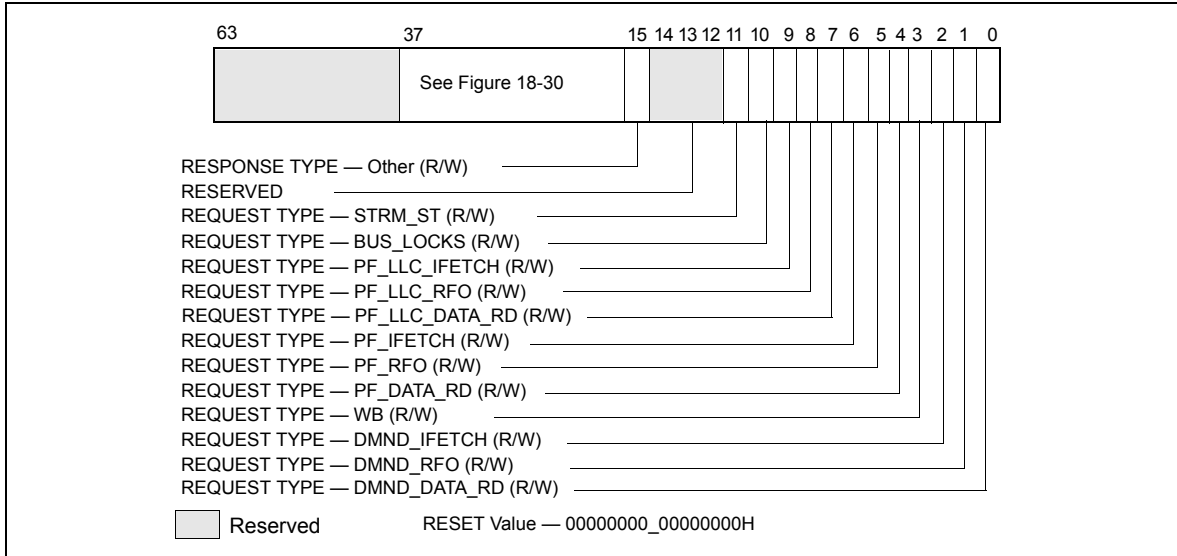 63 37 15 14 13 12 11 10 9 8 7 6 5 4 3 2 1 0
See Figure 18-30
RESPONSE TYPE — Other (R/W)
RESERVED
REQUEST TYPE — STRM_ST (R/W)
REQUEST TYPE — BUS_LOCKS (R/W)
REQUEST TYPE — PF_LLC_IFETCH (R/W)
REQUEST TYPE — PF_LLC_RFO (R/W)
REQUEST TYPE — PF_LLC_DATA_RD (R/W)
REQUEST TYPE — PF_IFETCH (R/W)
REQUEST TYPE — PF_RFO (R/W)
REQUEST TYPE — PF_DATA_RD (R/W)
REQUEST TYPE — WB (R/W)
REQUEST TYPE — DMND_IFETCH (R/W)
REQUEST TYPE — DMND_RFO (R/W)
REQUEST TYPE — DMND_DATA_RD (R/W)
Reserved RESET Value — 00000000_00000000H